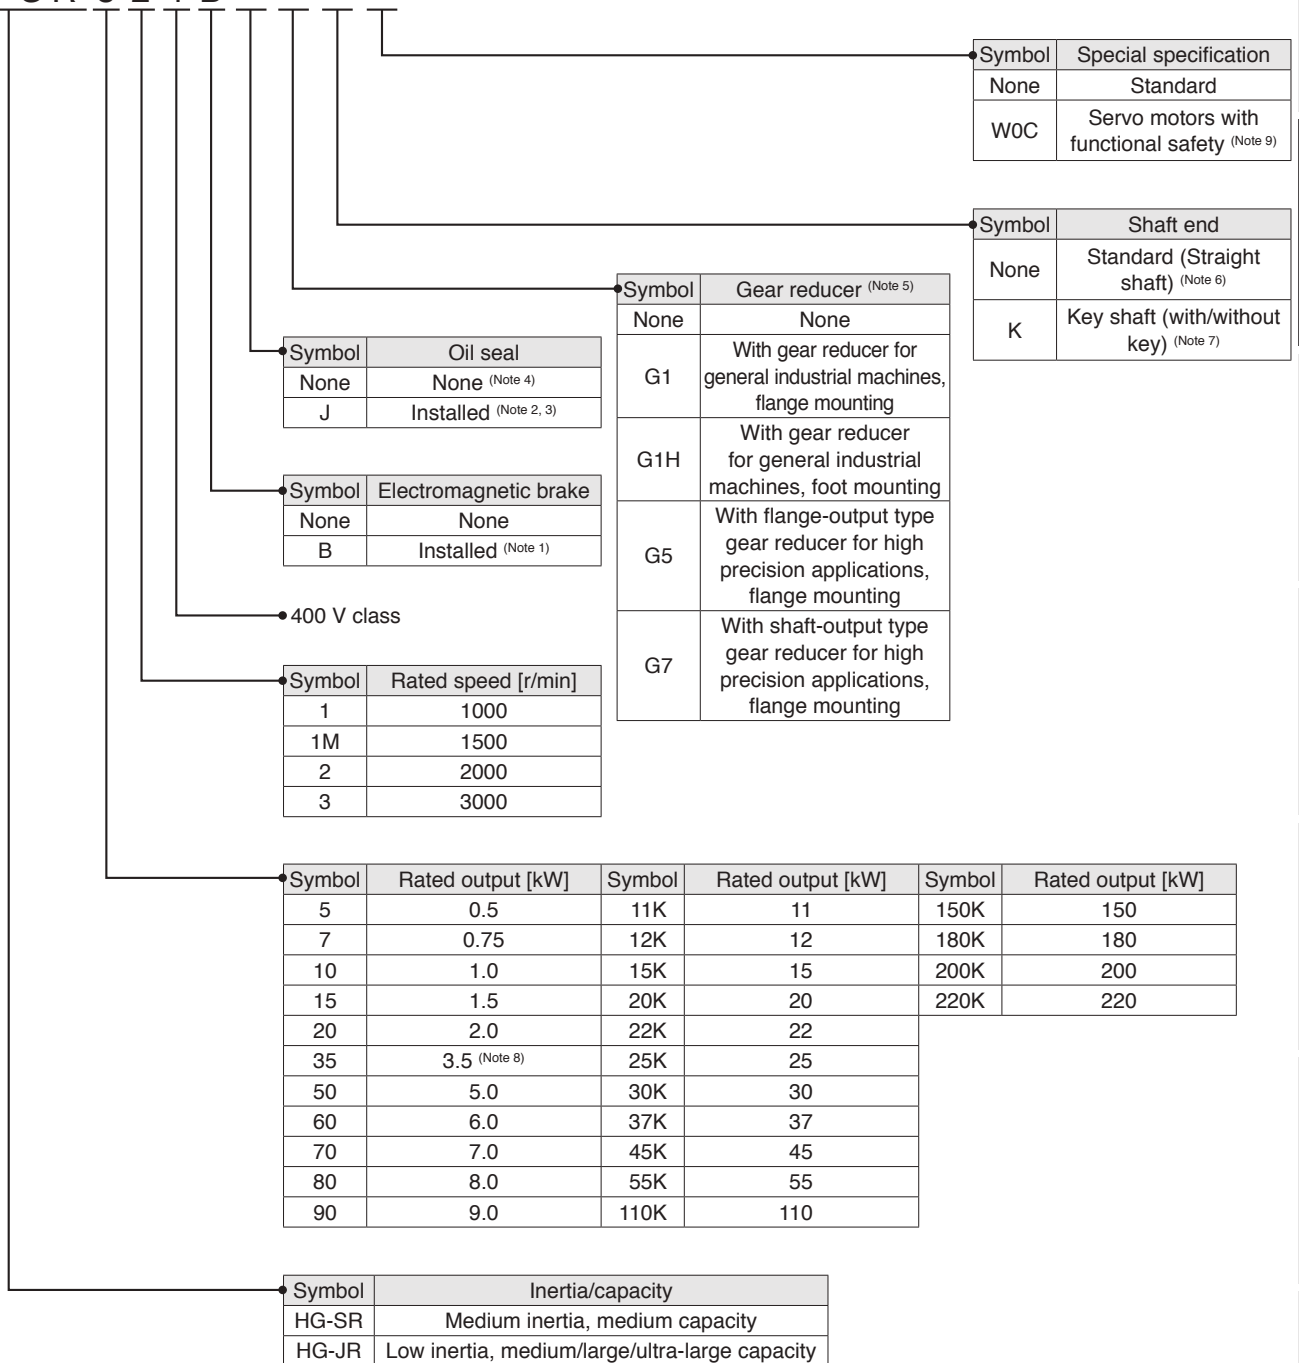 Symbol Special specification
None Standard
W0C Servo motors with
functional safety (Note 9)
Symbol Shaft end
None Standard (Straight
shaft) (Note 6)
K Key shaft (with/without
key) (Note 7)
Symbol Gear reducer (Note 5)
None None
G1 With gear reducer for
general industrial machines,
flange mounting
G1H With gear reducer
for general industrial
machines, foot mounting
G5 With flange-output type
gear reducer for high
precision applications,
flange mounting
G7 With shaft-output type
gear reducer for high
precision applications,
flange mounting
Symbol Oil seal
None None (Note 4)
J Installed (Note 2, 3)
Symbol Electromagnetic brake
None None
B Installed (Note 1)
400 V class
Symbol Rated speed [r/min]
1 1000
1M 1500
2 2000
3 3000
Symbol Rated output [kW] Symbol Rated output [kW] Symbol Rated output [kW]
5 0.5 11K 11 150K 150
7 0.75 12K 12 180K 180
10 1.0 15K 15 200K 200
15 1.5 20K 20 220K 220
20 2.0 22K 22
35 3.5 (Note 8) 25K 25
50 5.0 30K 30
60 6.0 37K 37
70 7.0 45K 45
80 8.0 55K 55
90 9.0 110K 110
Symbol Inertia/capacity
HG-SR Medium inertia, medium capacity
HG-JR Low inertia, medium/large/ultra-large capacity